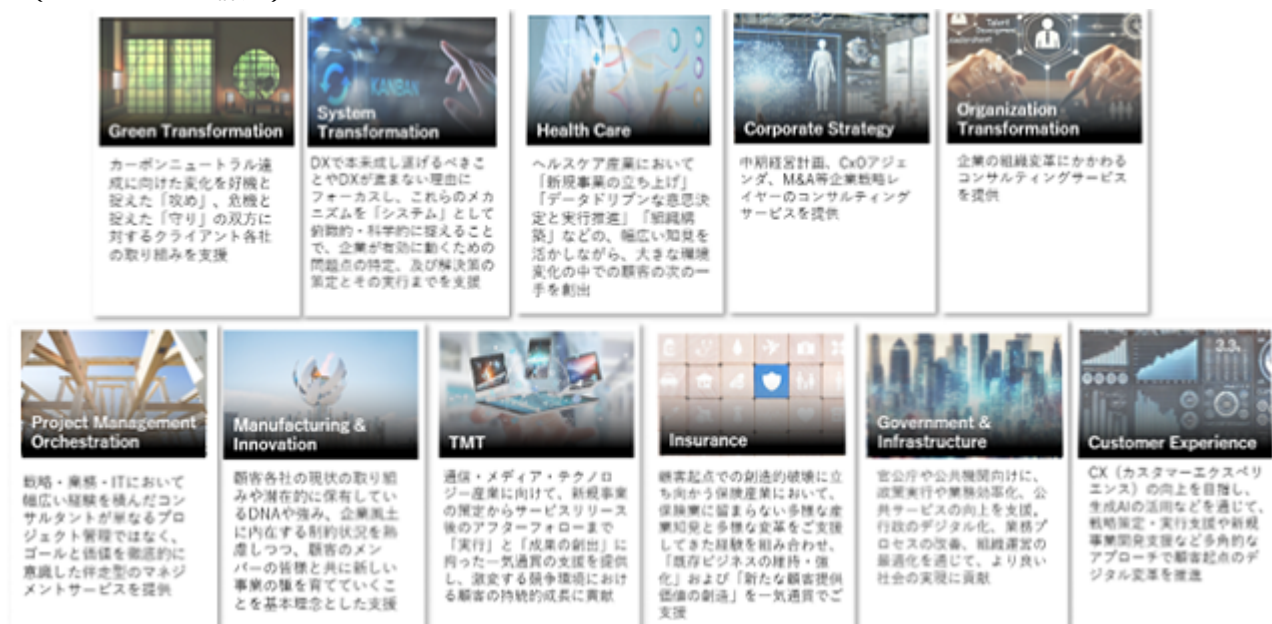 Green Transformation
カーボンニュートラル達
成に向けた変化を好機と
捉えた「攻め」、危機と
捉えた「守り」の双方に
対するクライアント各社
の取り組みを支援
KANBAN
System
Transformation
DXで本来成し遂げるべきこ
とやDXが進まない理由に
フォーカスし、これらのメカ
ニズムを「システム」として
俯瞰的・科学的に捉えること
で、企業が有効に動くための
問題点の特定、及び解決策の
策定とその実行までを支援
Health Care
ヘルスケア産業において
「新規事業の立ち上げ」
「データドリブンな意思決
定と実行推進」「組織構
築」などの、幅広い知見を
活かしながら、大きな環境
変化の中での顧客の次の一
手を創出
Corporate Strategy
中期経営計画、CxOアジェ
ンダ、M&A等企業戦略レ
イヤーのコンサルティング
サービスを提供
Talent
Organization
Transformation
企業の組織変革にかかわる
コンサルティングサービス
を提供
Project Management
Orchestration
戦略・業務・ITにおいて
幅広い経験を積んだコン
サルタントが単なるプロ
ジェクト管理ではなく、
ゴールと価値を徹底的に
意識した伴走型のマネジ
メントサービスを提供
Manufacturing &
Innovation
顧客各社の現状の取り組
みや潜在的に保有してい
るDNAや強み、企業風土
に内在する制約状況を熟
慮しつつ、顧客のメン
バーの皆様と共に新しい
事業の種を育てていくこ
とを基本理念とした支援
TMT
通信・メディア・テクノロ
ジー産業に向けて、新規事業
の策定からサービスリリース
後のアフターフォローまで
「実行」と「成果の創出」に
拘った一気通貫の支援を提供
し、激変する競争環境におけ
る顧客の持続的成長に貢献
Insurance
顧客起点での創造的破壊に立
ち向かう保険産業において、
保険業に留まらない多様な産
業知見と多様な変革をご支援
してきた経験を組み合わせ、
「既存ビジネスの維持・強
化」および「新たな顧客提供
価値の創造」を一気通貫でご
支援
Government &
Infrastructure
官公庁や公共機関向けに、
政策実行や業務効率化、公
共サービスの向上を支援。
行政のデジタル化、業務プ
ロセスの改善、組織運営の
最適化を通じて、より良い
社会の実現に貢献
Customer Experience
CX（カスタマーエクスペリ
エンス）の向上を目指し、
生成AIの活用などを通じて、
戦略策定・実行支援や新規
事業開発支援など多角的な
アプローチで顧客起点のデ
ジタル変革を推進